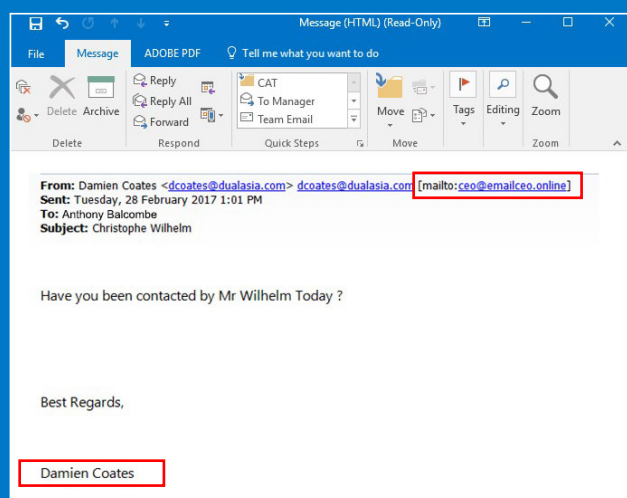 Message (HTML) (Read-Only)
File Message ADOBE PDF Tell me what you want to do
Delete Archive
Reply
Reply All
Forward
CAT
To Manager
Team Email
Move
Tags
Editing
Zoom
Delete Respond Quick Steps Move Zoom
From: Damien Coates <dcoates@dualasia.com> dcoates@dualasia.com [mailto:ceo@emailceo.online]
Sent: Tuesday, 28 February 2017 1:01 PM
To: Anthony Balcombe
Subject: Christophe Wilhelm
Have you been contacted by Mr Wilhelm Today ?
Best Regards,
Damien Coates